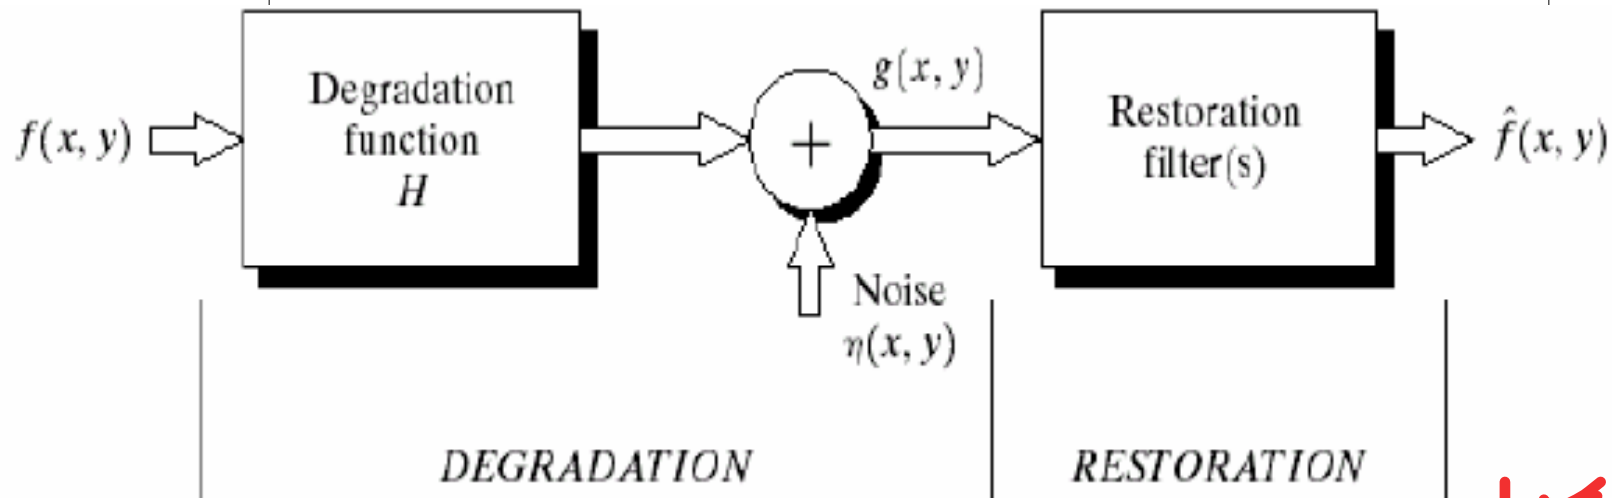 f(x, y)
Degradation
function
H
+
g(x, y)
Noise
η(x, y)
Restoration
filter(s)
f̂(x, y)
DEGRADATION
RESTORATION